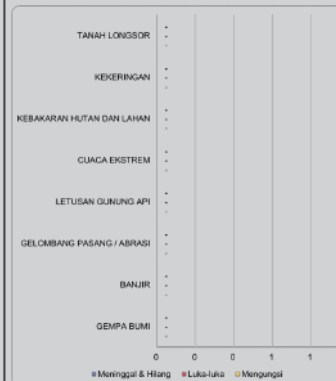 TANAH LONGSOR
-
-
-
KEKERINGAN
-
-
-
KEBAKARAN HUTAN DAN LAHAN
-
-
-
CUACA EKSTREM
-
-
-
LETUSAN GUNUNG API
-
-
-
GELOMBANG PASANG / ABRASI
-
-
-
BANJIR
-
-
-
GEMPA BUMI
-
-
-
0 0 0 1 1
Meninggal & Hilang Luka-luka Mengungsi